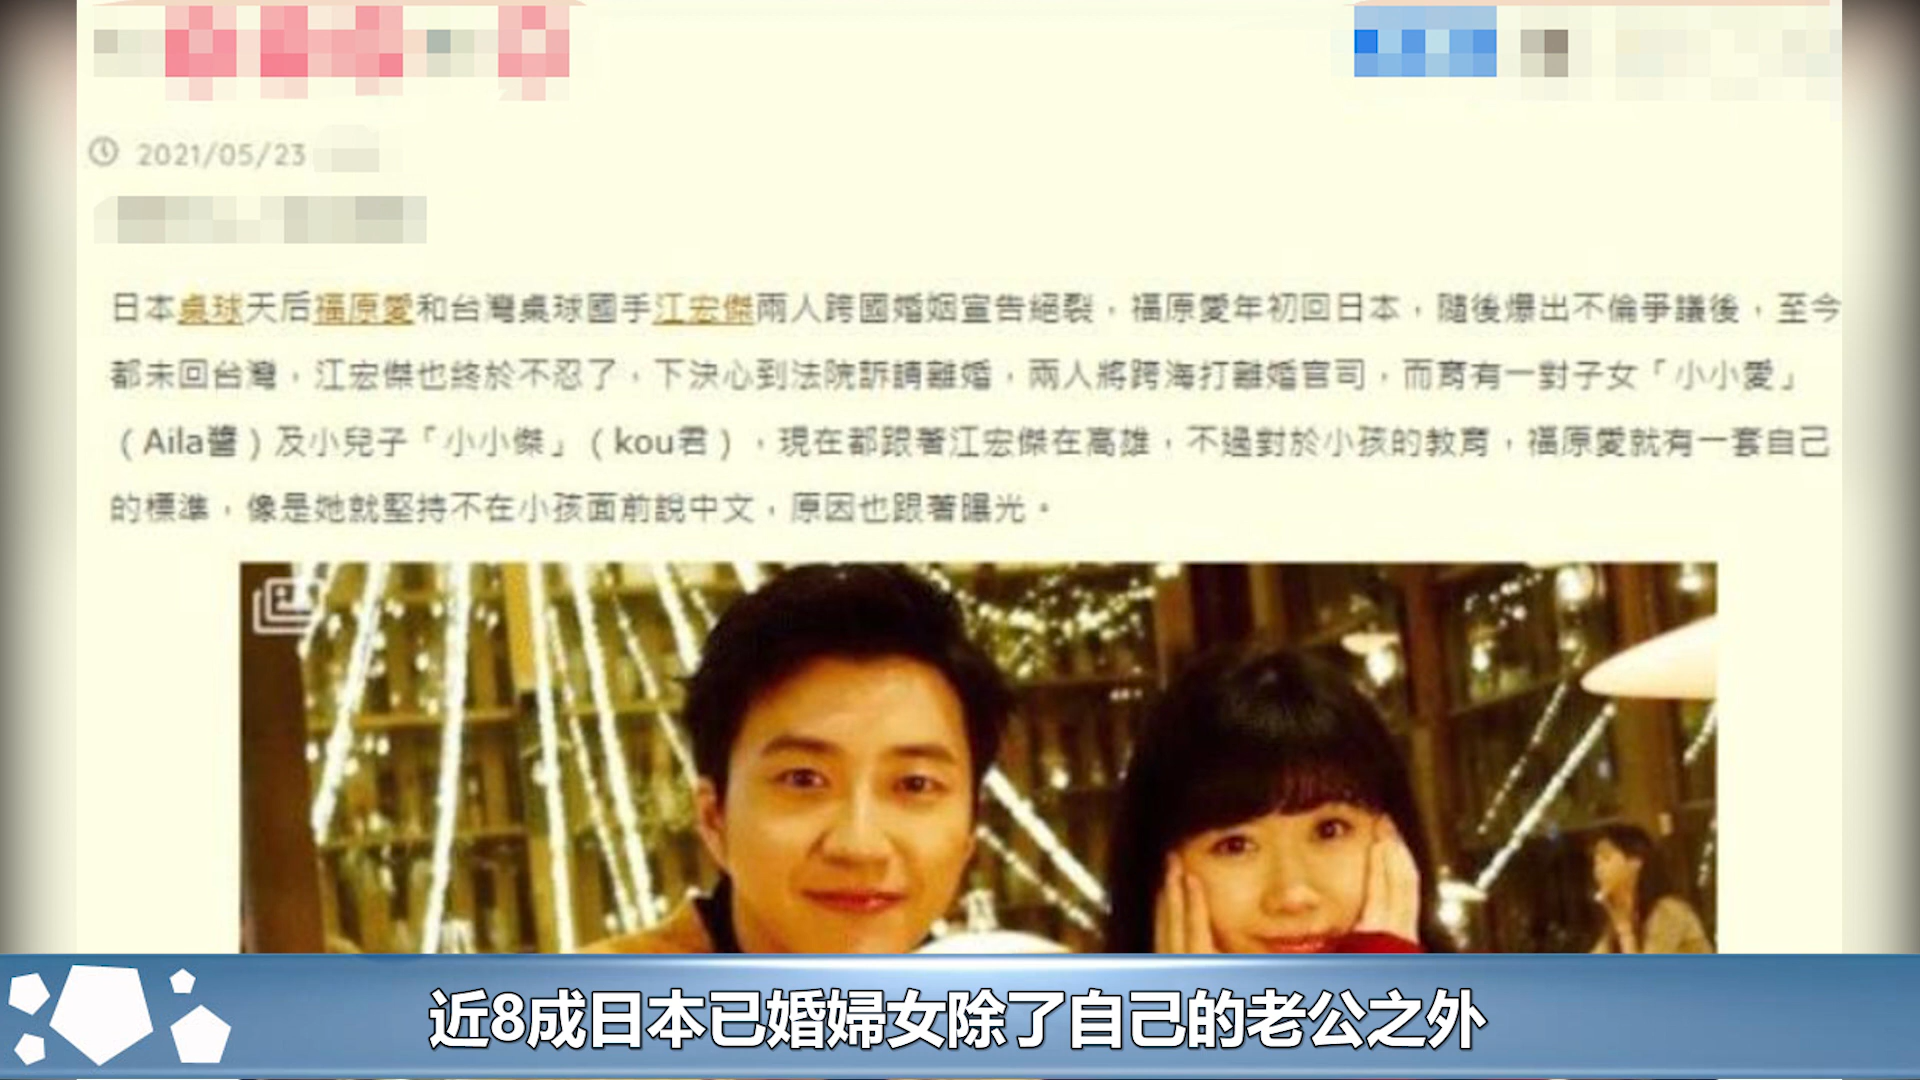 2021/05/23
日本桌球天后福原愛和台灣桌球國手江宏傑兩人跨國婚姻宣告絕裂，福原愛年初回日本，隨後爆出不倫爭議後，至今
都未回台灣，江宏傑也終於不忍了，下決心到法院訴請離婚，兩人將跨海打離婚官司，而育有一對子女「小小愛」
（Aila醬）及小兒子「小小傑」（kou君），現在都跟著江宏傑在高雄，不過對於小孩的教育，福原愛就有一套自己
的標準，像是她就堅持不在小孩面前說中文，原因也跟著曝光。
近8成日本已婚婦女除了自己的老公之外